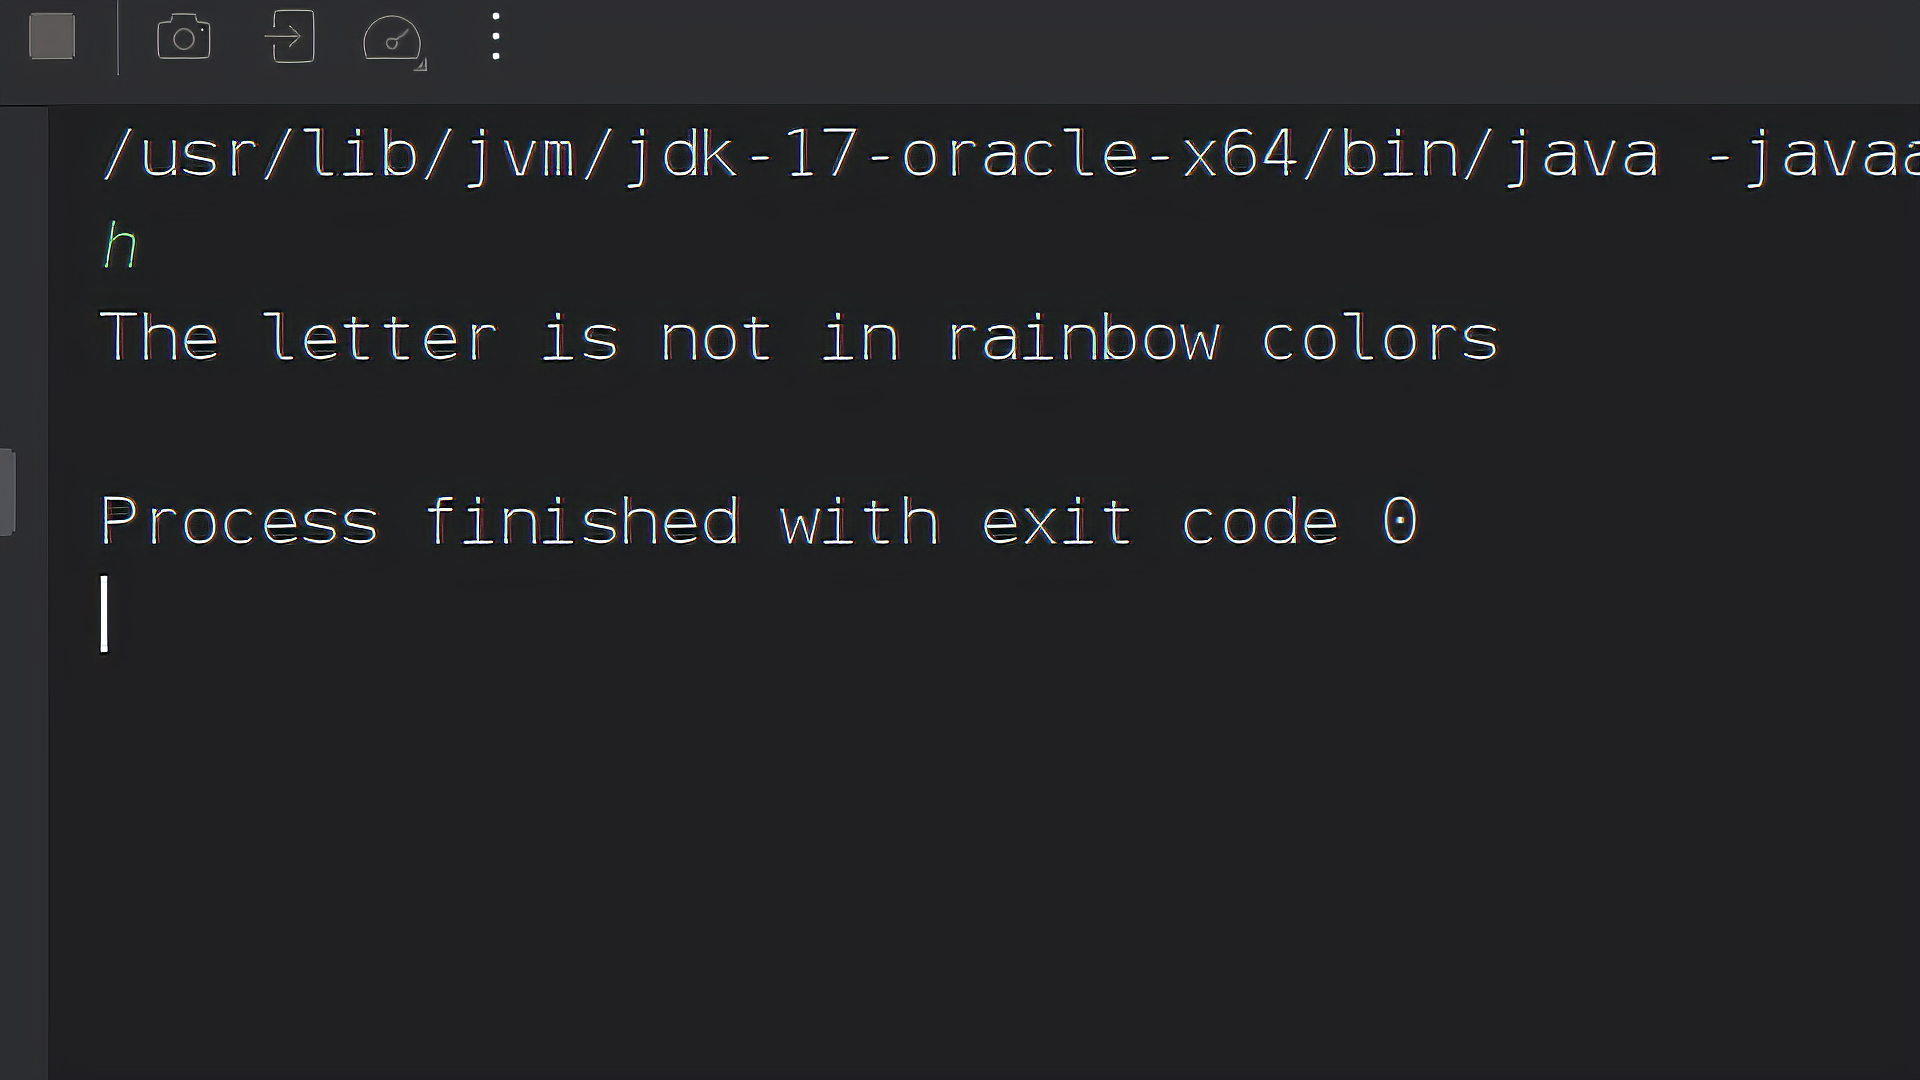 /usr/lib/jvm/jdk-17-oracle-x64/bin/java -javaa
h
The letter is not in rainbow colors
Process finished with exit code 0